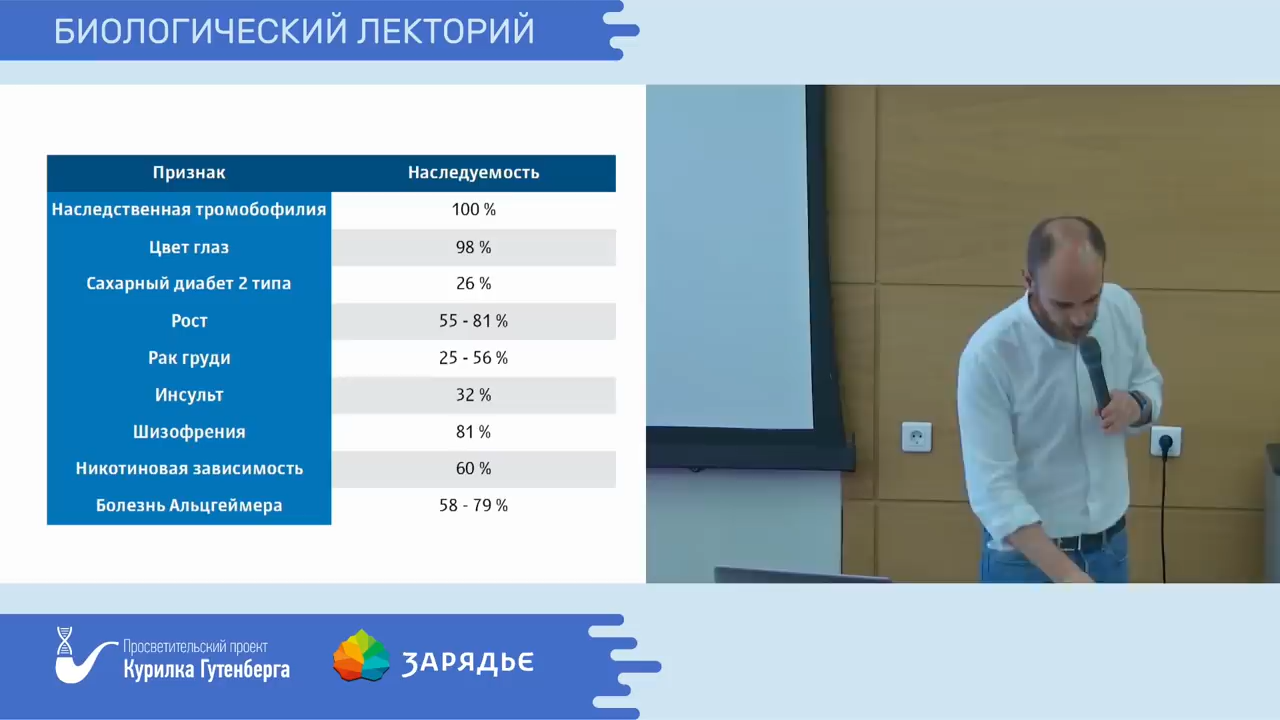 БИОЛОГИЧЕСКИЙ ЛЕКТОРИЙ
Признак Наследуемость
Наследственная тромобофилия 100 %
Цвет глаз 98 %
Сахарный диабет 2 типа 26 %
Рост 55 - 81 %
Рак груди 25 - 56 %
Инсульт 32 %
Шизофрения 81 %
Никотиновая зависимость 60 %
Болезнь Альцгеймера 58 - 79 %
Просветительский проект
Курилка Гутенберга
ЗАРЯДЬЕ